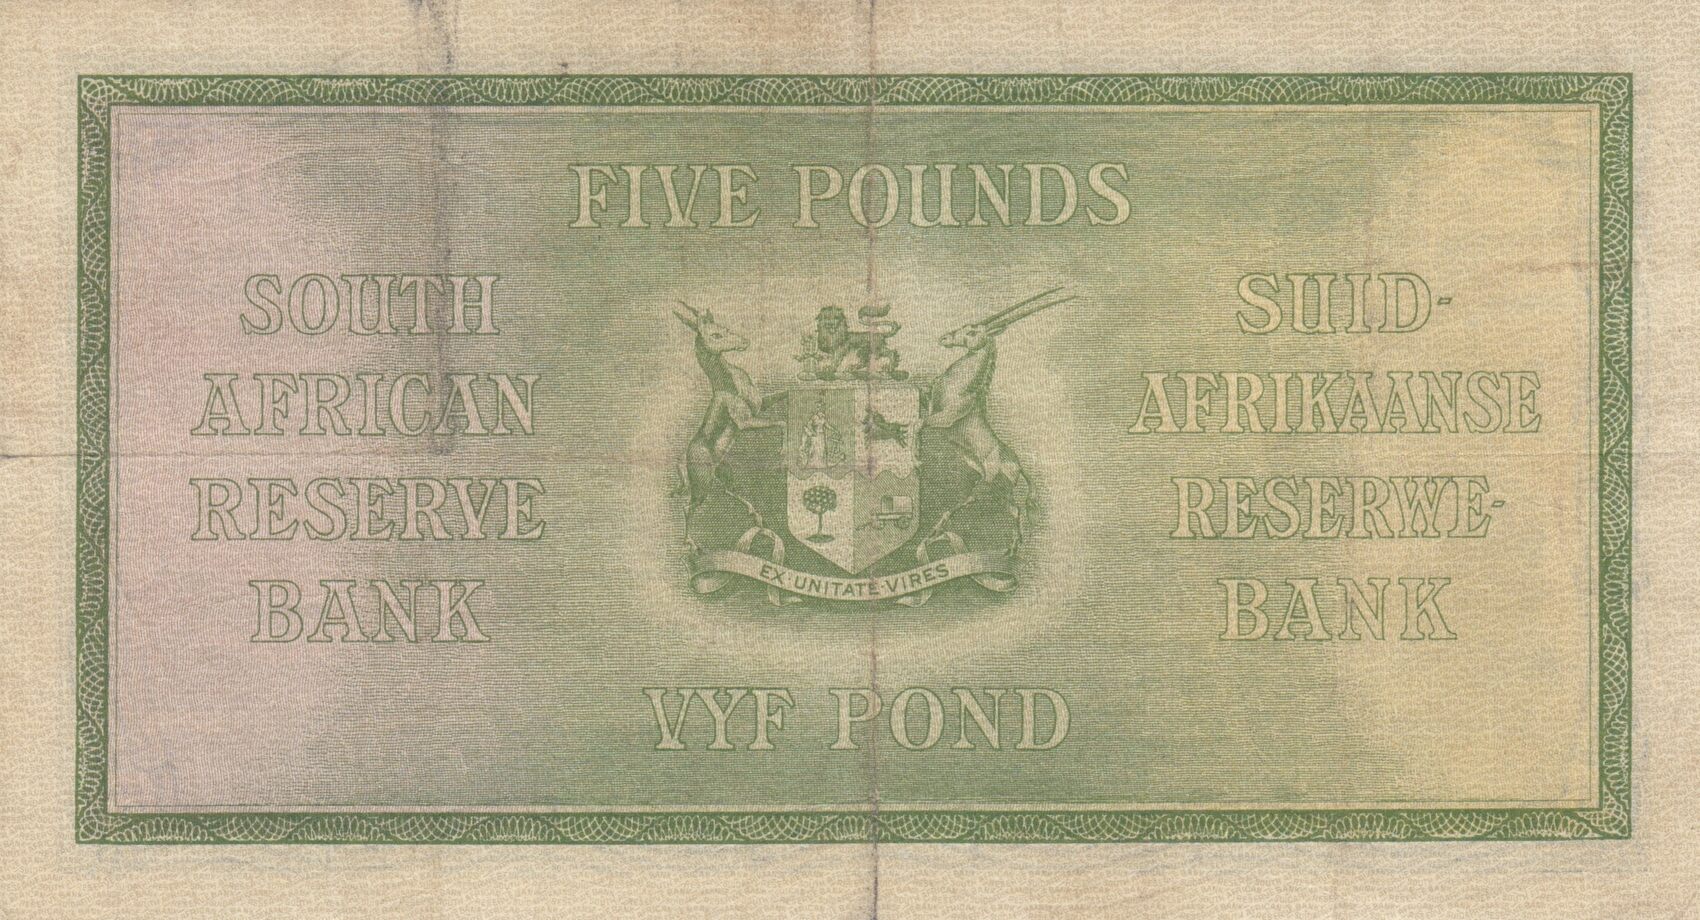 FIVE POUNDS
SOUTH
AFRICAN
RESERVE
BANK
SUID-
AFRIKAANSE
RESERWE-
BANK
EX·UNITATE·VIRES
VYF POND